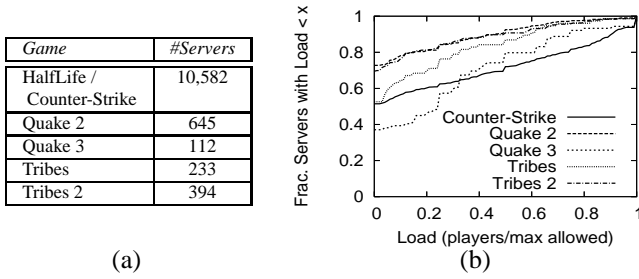 Game #Servers
HalfLife / 10,582
Counter-Strike
Quake 2 645
Quake 3 112
Tribes 233
Tribes 2 394
(a)
Frac. Servers with Load < x
1
0.8
0.6
0.4
0.2
0
Counter-Strike
Quake 2
Quake 3
Tribes
Tribes 2
0 0.2 0.4 0.6 0.8 1
Load (players/max allowed)
(b)